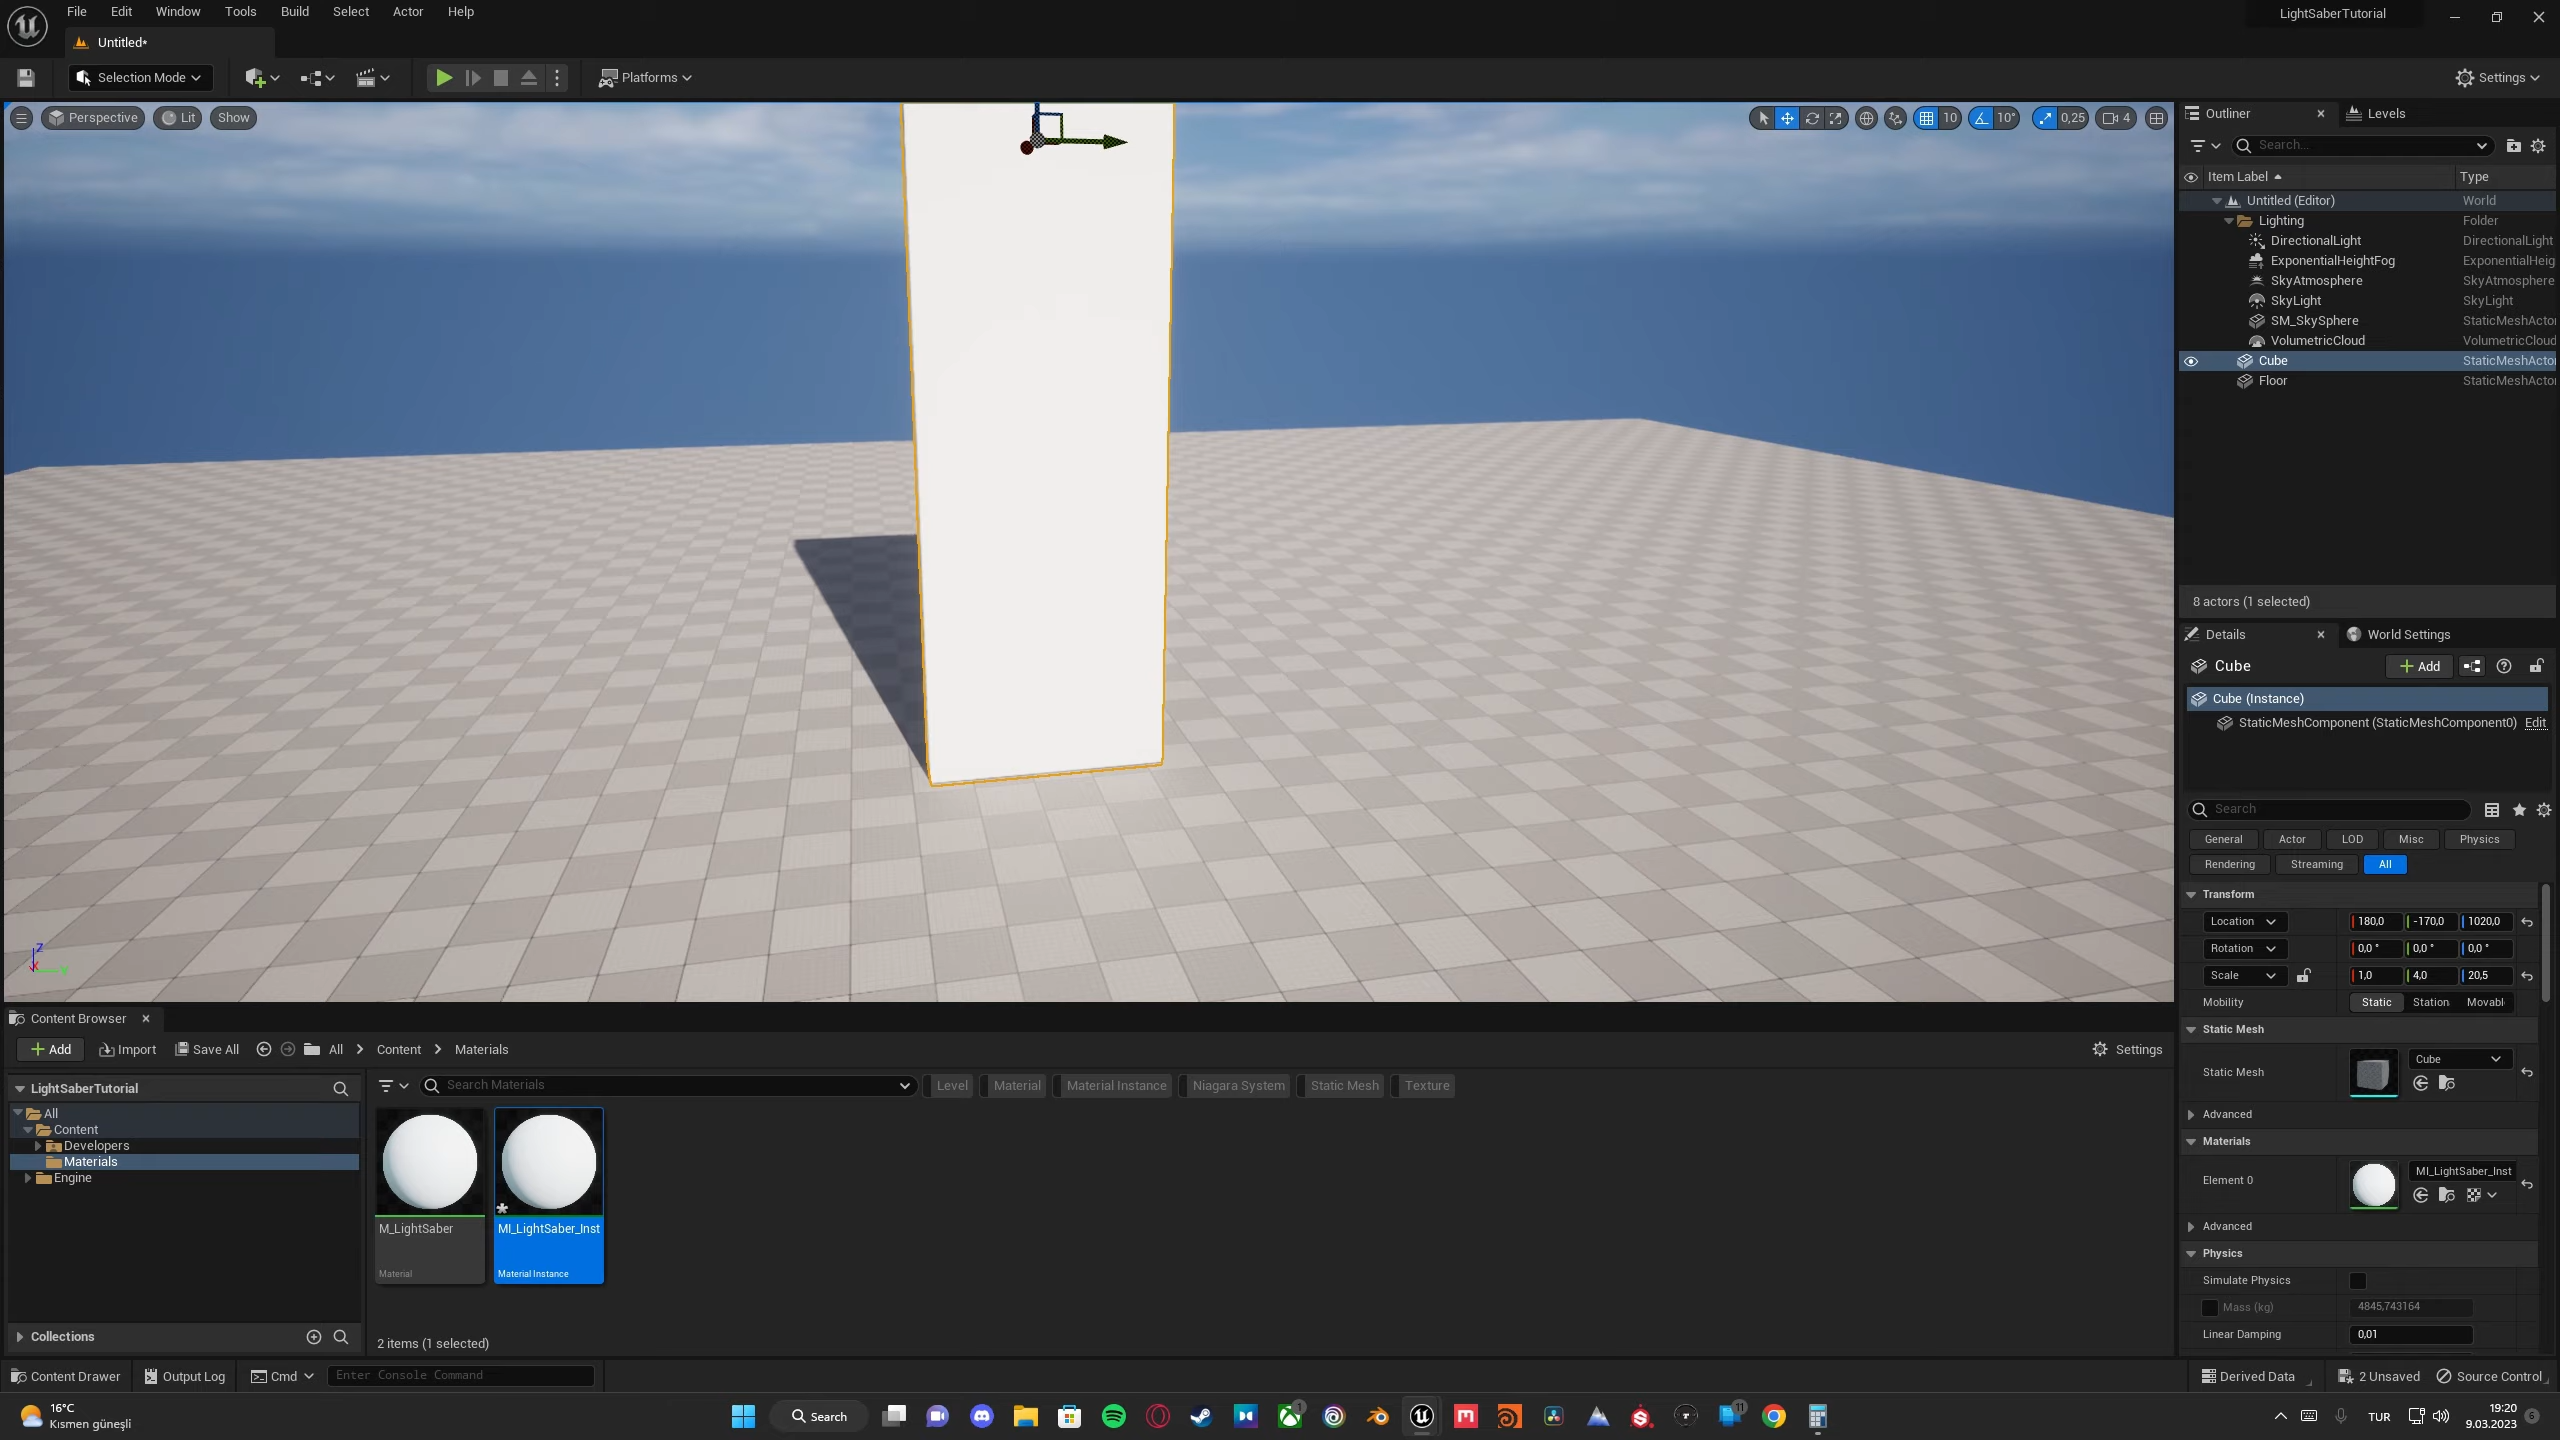 File Edit Window Tools Build Select Actor Help
LightSaberTutorial
Untitled*
Selection Mode
Platforms
Settings
Perspective Lit Show
10 10° 0,25 4
Outliner Levels
Search...
Item Label Type
Untitled (Editor) World
Lighting Folder
DirectionalLight DirectionalLight
ExponentialHeightFog ExponentialHeig
SkyAtmosphere SkyAtmosphere
SkyLight SkyLight
SM_SkySphere StaticMeshActo
VolumetricCloud VolumetricCloud
Cube StaticMeshActo
Floor StaticMeshActo
8 actors (1 selected)
Details World Settings
Cube Add
Cube (Instance)
StaticMeshComponent (StaticMeshComponent0) Edit
Search
General Actor LOD Misc Physics
Rendering Streaming All
Transform
Location 180,0 -170,0 1020,0
Rotation 0,0 ° 0,0 ° 0,0 °
Scale 1,0 4,0 20,5
Mobility Static Station Movabl
Static Mesh
Static Mesh Cube
Advanced
Materials
Element 0 MI_LightSaber_Inst
Advanced
Physics
Simulate Physics
Mass (kg) 4845,743164
Linear Damping 0,01
Z
X
Y
Content Browser
Add Import Save All All Content Materials Settings
LightSaberTutorial
Search Materials Level Material Material Instance Niagara System Static Mesh Texture
All
Content
Developers
Materials
Engine
M_LightSaber
Material
MI_LightSaber_Inst
Material Instance
Collections
2 items (1 selected)
Content Drawer Output Log Cmd Enter Console Command
Derived Data 2 Unsaved Source Control
16°C
Kısmen güneşli
Search
1
11
TUR
19:20
9.03.2023
6